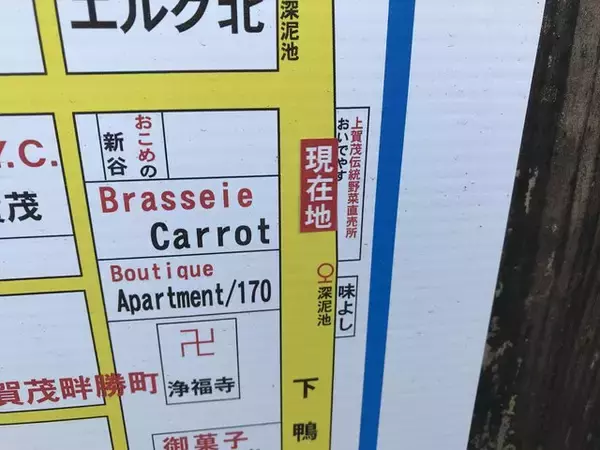 エルグ北
深泥池
おこめの
新谷
Y.C.
茂
Brasseie
Carrot
現在地
上賀茂伝統野菜直売所
おいでやす
Boutique
Apartment/170
深泥池
味よし
卍
浄福寺
賀茂畔勝町
下鴨
御菓子